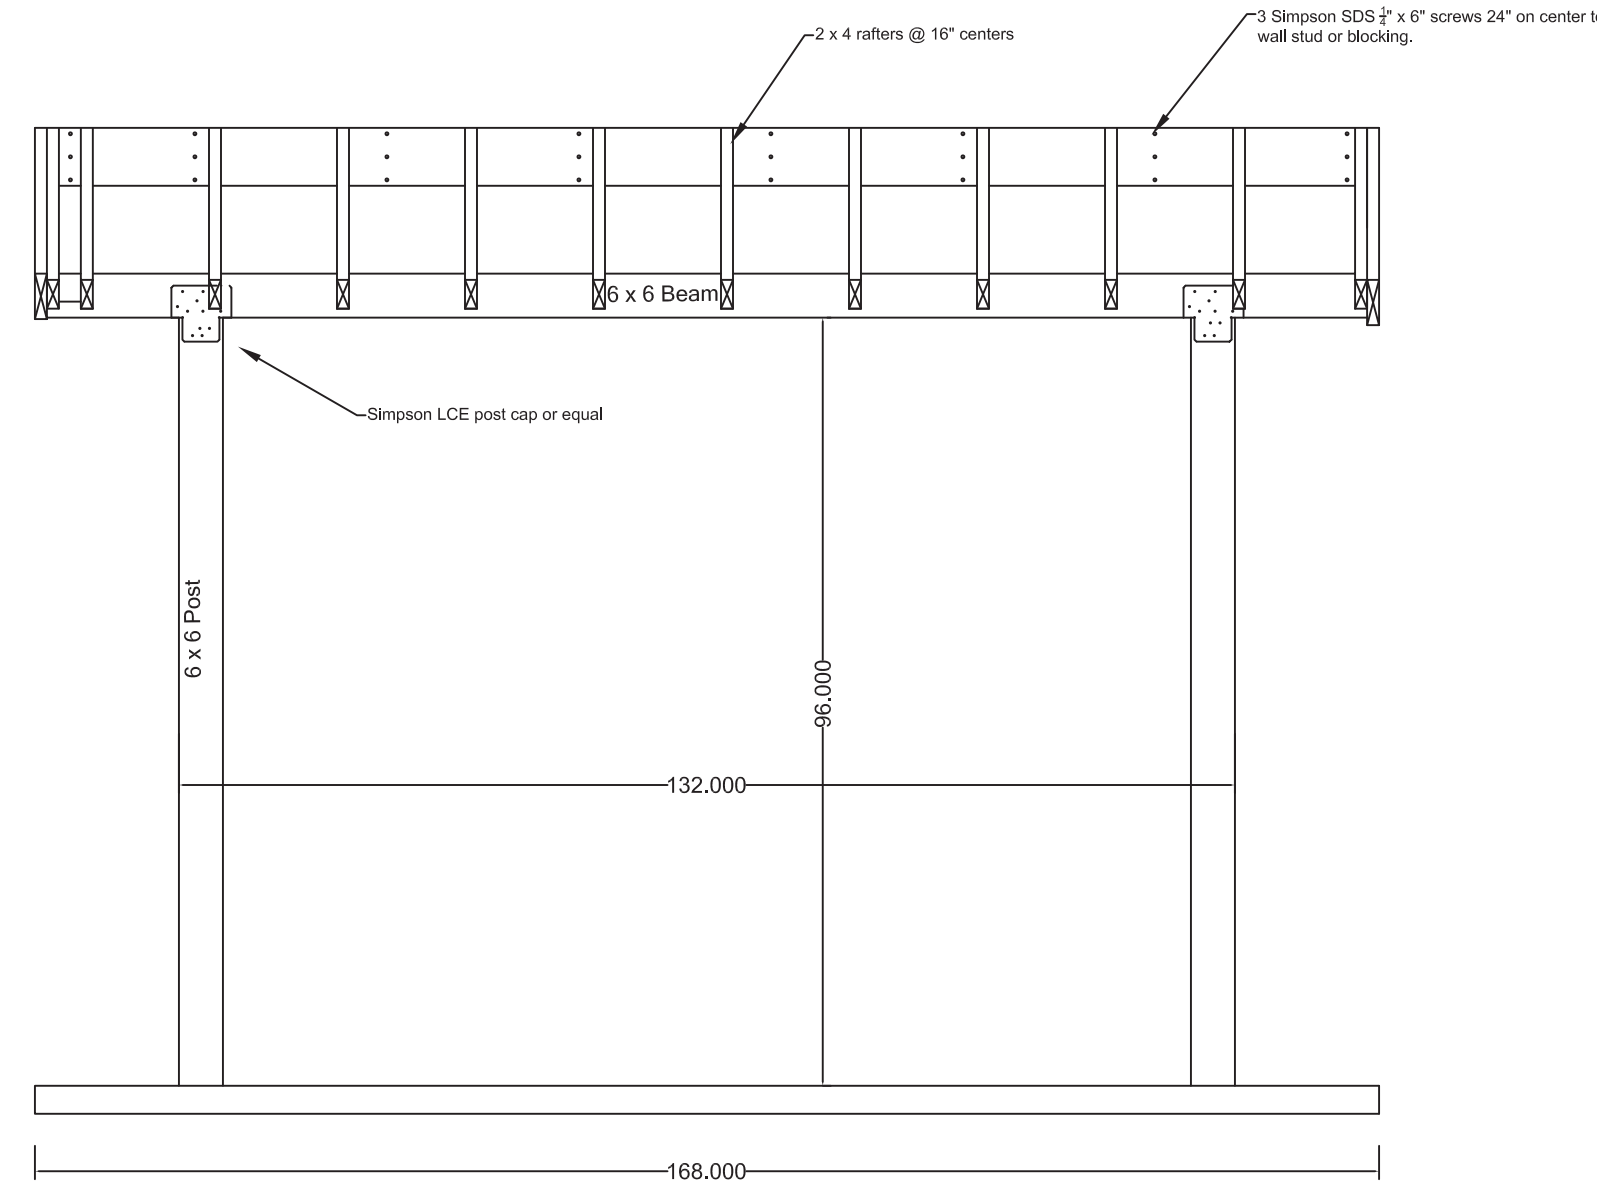 3 Simpson SDS ¼" x 6" screws 24" on center
wall stud or blocking.
2 x 4 rafters @ 16" centers
6 x 6 Beam
Simpson LCE post cap or equal
6 x 6 Post
96.000
132.000
168.000